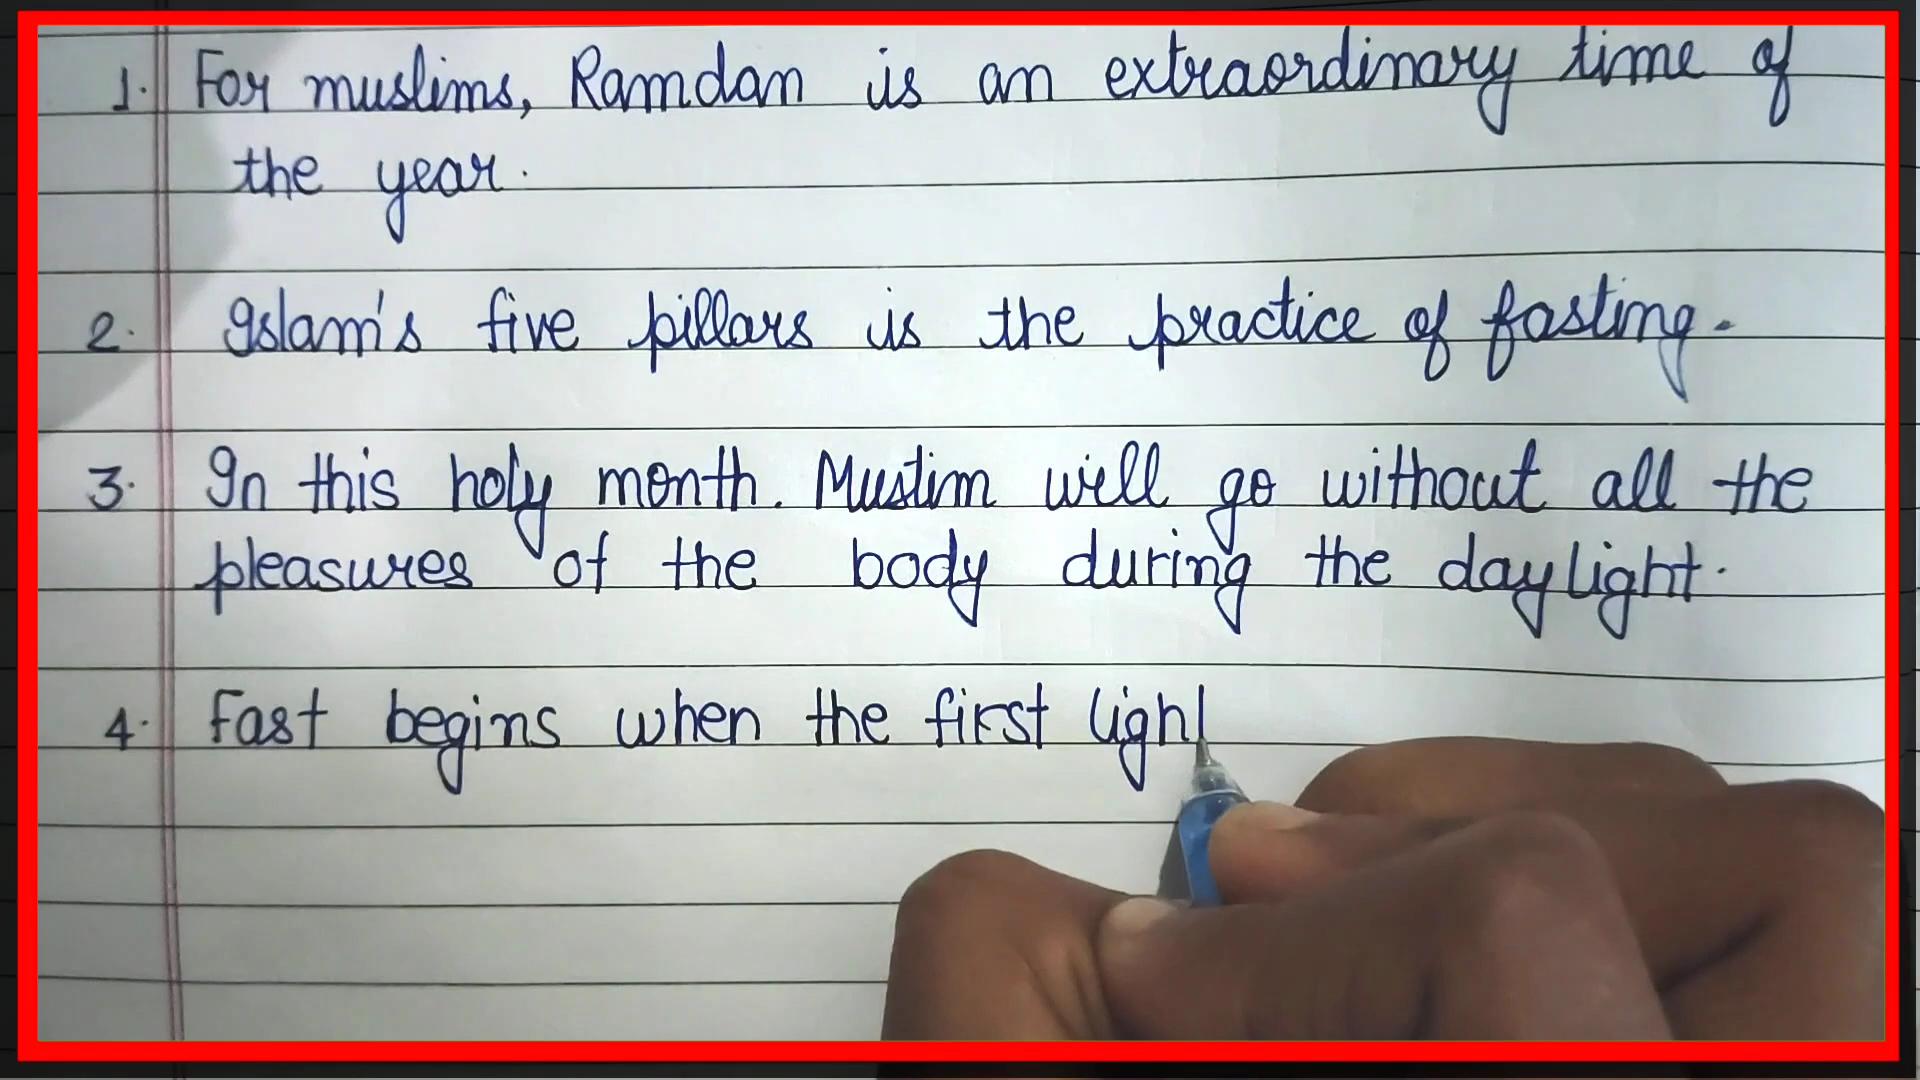 1. For muslims, Ramdan is an extraordinary time of
the year.
2. Islam's five pillars is the practice of fasting.
3. In this holy month. Muslim will go without all the
pleasures of the body during the daylight.
4. Fast begins when the first light